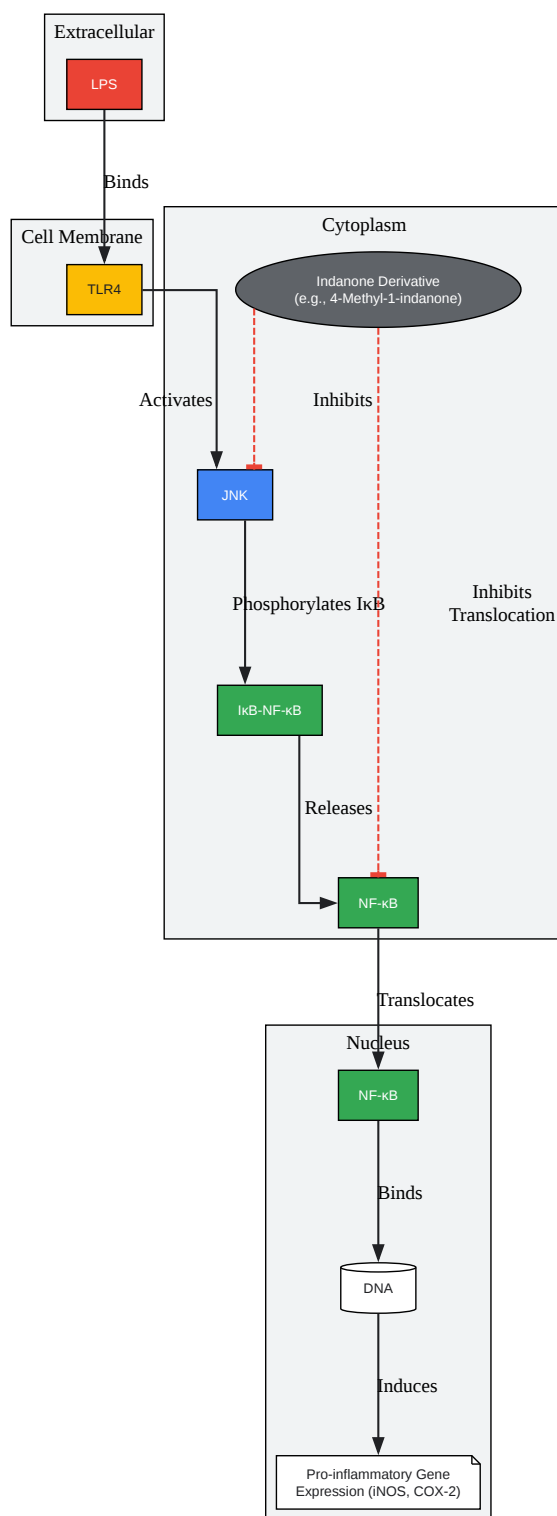 Extracellular
LPS
Binds
Cell Membrane
TLR4
Cytoplasm
Indanone Derivative
(e.g., 4-Methyl-1-indanone)
Activates
Inhibits
JNK
Phosphorylates IκB
Inhibits
Translocation
IκB-NF-κB
Releases
NF-κB
Translocates
Nucleus
NF-κB
Binds
DNA
Induces
Pro-inflammatory Gene
Expression (iNOS, COX-2)